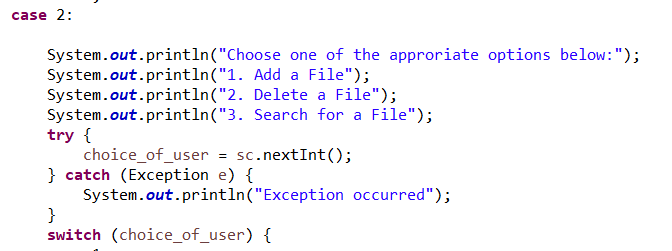 case 2:
System.out.println("Choose one of the approriate options below:");
System.out.println("1. Add a File");
System.out.println("2. Delete a File");
System.out.println("3. Search for a File");
try {
choice_of_user = sc.nextInt();
} catch (Exception e) {
System.out.println("Exception occurred");
}
switch (choice_of_user) {